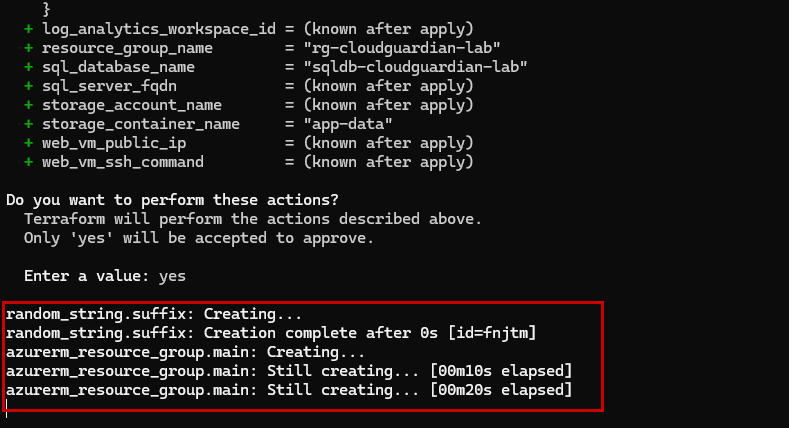 }
+ log_analytics_workspace_id = (known after apply)
+ resource_group_name = "rg-cloudguardian-lab"
+ sql_database_name = "sqldb-cloudguardian-lab"
+ sql_server_fqdn = (known after apply)
+ storage_account_name = (known after apply)
+ storage_container_name = "app-data"
+ web_vm_public_ip = (known after apply)
+ web_vm_ssh_command = (known after apply)
Do you want to perform these actions?
Terraform will perform the actions described above.
Only 'yes' will be accepted to approve.
Enter a value: yes
random_string.suffix: Creating...
random_string.suffix: Creation complete after 0s [id=fnjtm]
azurerm_resource_group.main: Creating...
azurerm_resource_group.main: Still creating... [00m10s elapsed]
azurerm_resource_group.main: Still creating... [00m20s elapsed]